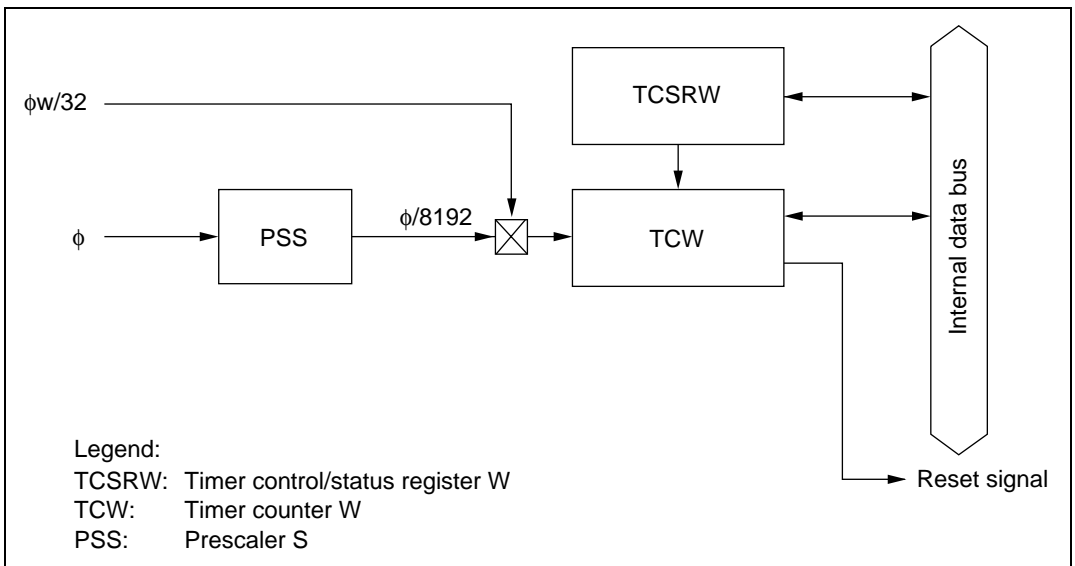 φw/32
TCSRW
φ
PSS
φ/8192
TCW
Internal data bus
Reset signal
Legend:
TCSRW: Timer control/status register W
TCW: Timer counter W
PSS: Prescaler S